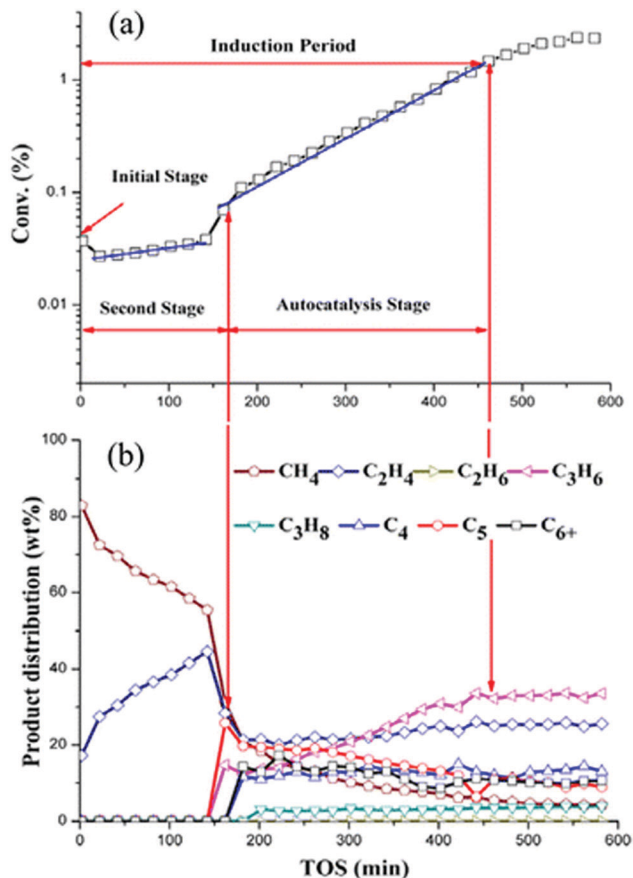 (a)
Induction Period
Initial Stage
Second Stage
Autocatalysis Stage
Conv. (%)
1
0.1
0.01
0 100 200 300 400 500 600
(b)
CH4 C2H4 C2H6 C3H6
C3H8 C4 C5 C6+
Product distribution (wt%)
100
80
60
40
20
0
0 100 200 300 400 500 600
TOS (min)